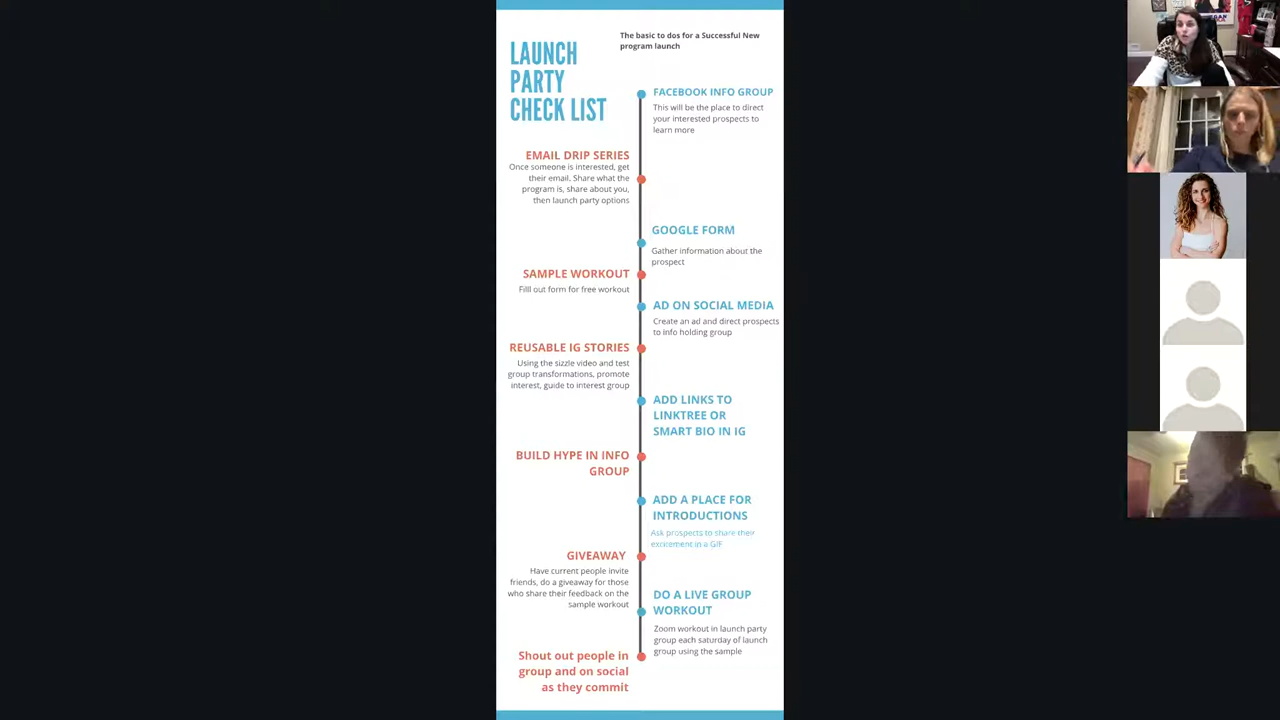 The basic to dos for a Successful New
program launch
LAUNCH
PARTY
CHECK LIST
FACEBOOK INFO GROUP
This will be the place to direct
your interested prospects to
learn more
EMAIL DRIP SERIES
Once someone is interested, get
their email. Share what the
program is, share about you,
then launch party options
GOOGLE FORM
Gather information about the
prospect
SAMPLE WORKOUT
Filll out form for free workout
AD ON SOCIAL MEDIA
Create an ad and direct prospects
to info holding group
REUSABLE IG STORIES
Using the sizzle video and test
group transformations, promote
interest, guide to interest group
ADD LINKS TO
LINKTREE OR
SMART BIO IN IG
BUILD HYPE IN INFO
GROUP
ADD A PLACE FOR
INTRODUCTIONS
Ask prospects to share their
excitement in a GIF
GIVEAWAY
Have current people invite
friends, do a giveaway for those
who share their feedback on the
sample workout
DO A LIVE GROUP
WORKOUT
Zoom workout in launch party
group each saturday of launch
group using the sample
Shout out people in
group and on social
as they commit